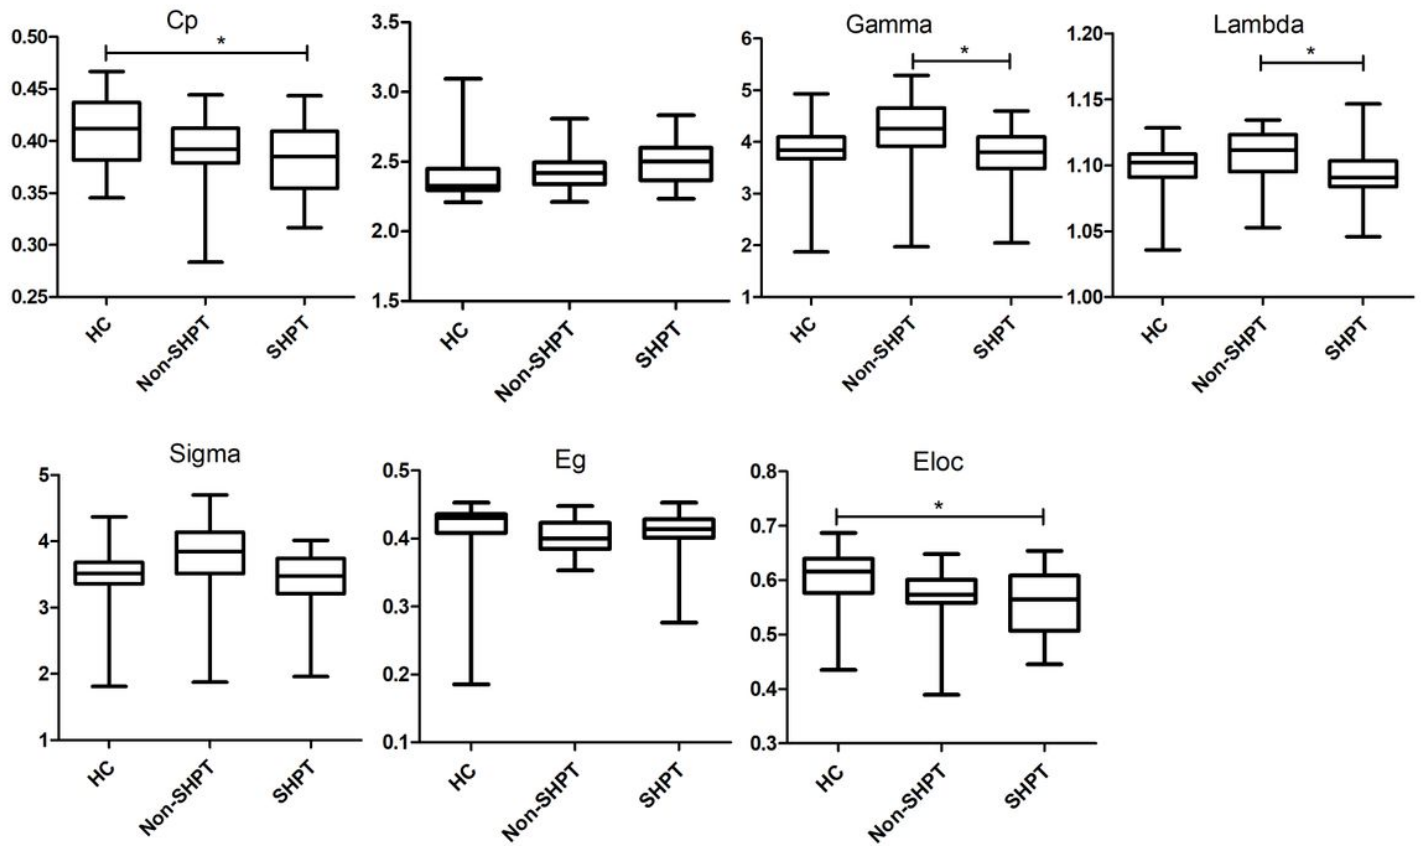 Cp
0.50
0.45
0.40
0.35
0.30
0.25
*
HC
Non-SHPT
SHPT
3.5
3.0
2.5
2.0
1.5
HC
Non-SHPT
SHPT
Gamma
6
5
4
3
2
1
*
HC
Non-SHPT
SHPT
Lambda
1.20
1.15
1.10
1.05
1.00
*
HC
Non-SHPT
SHPT
Sigma
5
4
3
2
1
HC
Non-SHPT
SHPT
Eg
0.5
0.4
0.3
0.2
0.1
HC
Non-SHPT
SHPT
Eloc
0.8
0.7
0.6
0.5
0.4
0.3
*
HC
Non-SHPT
SHPT